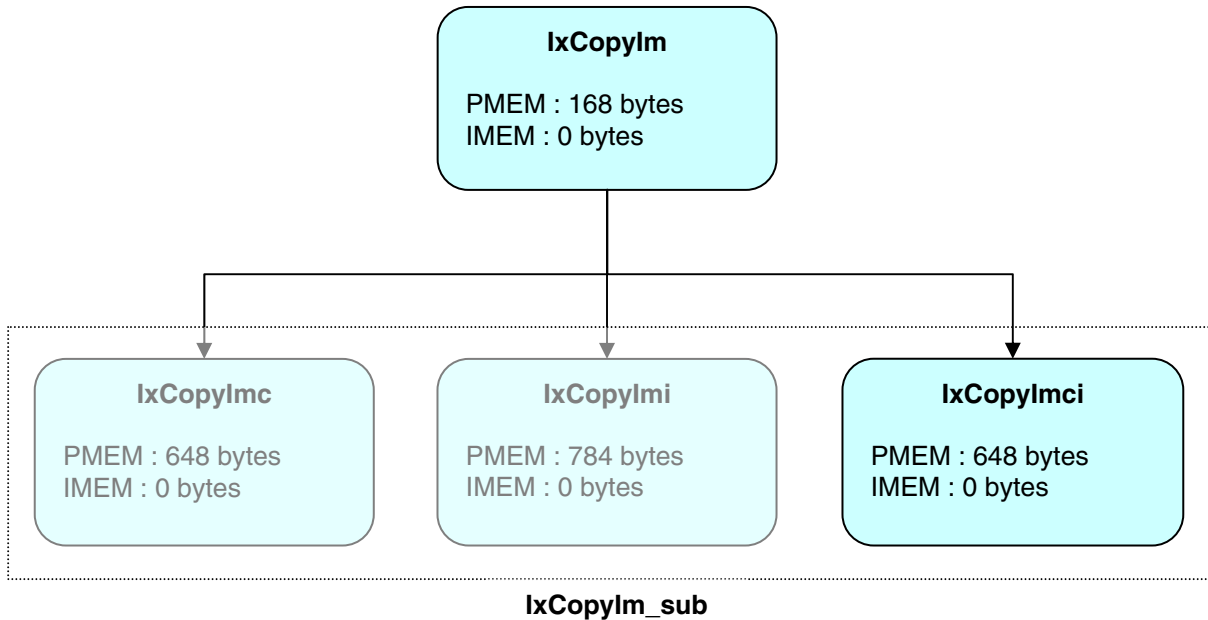 IxCopyIm
PMEM : 168 bytes
IMEM : 0 bytes
IxCopyImc
PMEM : 648 bytes
IMEM : 0 bytes
IxCopyImi
PMEM : 784 bytes
IMEM : 0 bytes
IxCopyImci
PMEM : 648 bytes
IMEM : 0 bytes
IxCopyIm_sub